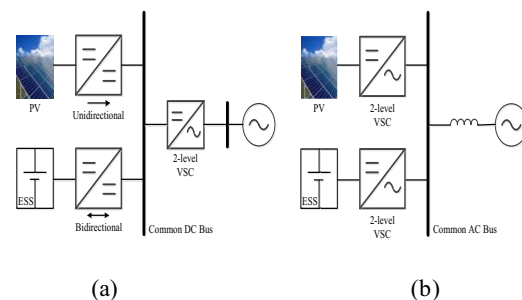 PV
Unidirectional
2-level
VSC
ESS
Bidirectional
Common DC Bus
(a)
PV
2-level
VSC
ESS
2-level
VSC
Common AC Bus
(b)